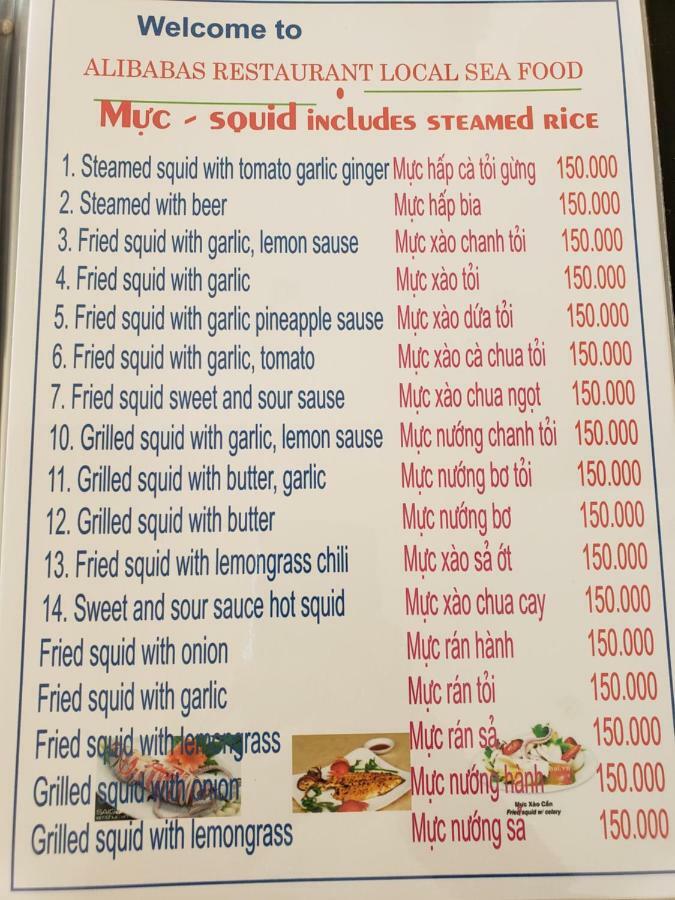 Welcome to
ALIBABAS RESTAURANT LOCAL SEA FOOD
Mực - squid includes steamed rice
1. Steamed squid with tomato garlic ginger Mực hấp cà tỏi gừng 150.000
2. Steamed with beer Mực hấp bia 150.000
3. Fried squid with garlic, lemon sause Mực xào chanh tỏi 150.000
4. Fried squid with garlic Mực xào tỏi 150.000
5. Fried squid with garlic pineapple sause Mực xào dứa tỏi 150.000
6. Fried squid with garlic, tomato Mực xào cà chua tỏi 150.000
7. Fried squid sweet and sour sause Mực xào chua ngọt 150.000
10. Grilled squid with garlic, lemon sause Mực nướng chanh tỏi 150.000
11. Grilled squid with butter, garlic Mực nướng bơ tỏi 150.000
12. Grilled squid with butter Mực nướng bơ 150.000
13. Fried squid with lemongrass chili Mực xào sả ớt 150.000
14. Sweet and sour sauce hot squid Mực xào chua cay 150.000
Fried squid with onion Mực rán hành 150.000
Fried squid with garlic Mực rán tỏi 150.000
Fried squid with lemongrass Mực rán sả 150.000
Grilled squid with onion Mực nướng hành 150.000
Mực Xào Cần
Fried squid w/ celery
Grilled squid with lemongrass Mực nướng sả 150.000